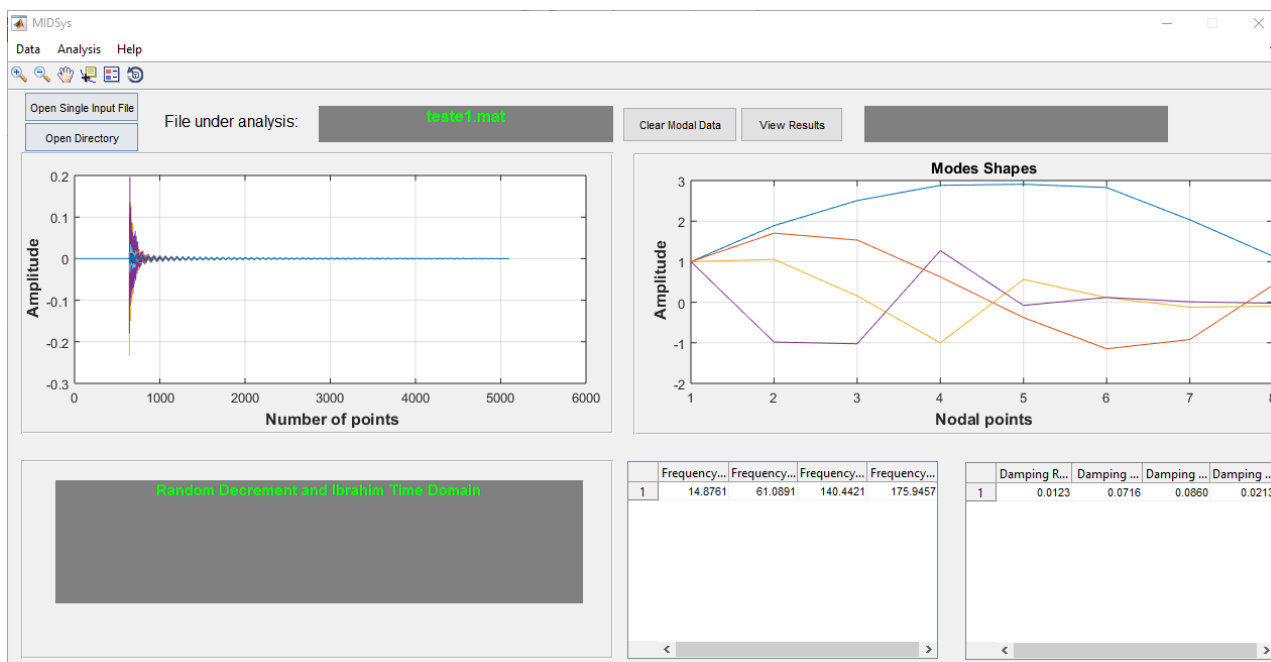 MIDSys
Data Analysis Help
Open Single Input File
Open Directory
File under analysis:
teste1.mat
Clear Modal Data
View Results
0.2
0.1
0
-0.1
-0.2
-0.3
0 1000 2000 3000 4000 5000 6000
Amplitude
Number of points
Modes Shapes
3
2
1
0
-1
-2
1 2 3 4 5 6 7 8
Amplitude
Nodal points
Random Decrement and Ibrahim Time Domain
Frequency... Frequency... Frequency... Frequency...
1 14.8761 61.0891 140.4421 175.9457
Damping R... Damping ... Damping ... Damping ...
1 0.0123 0.0716 0.0860 0.0213